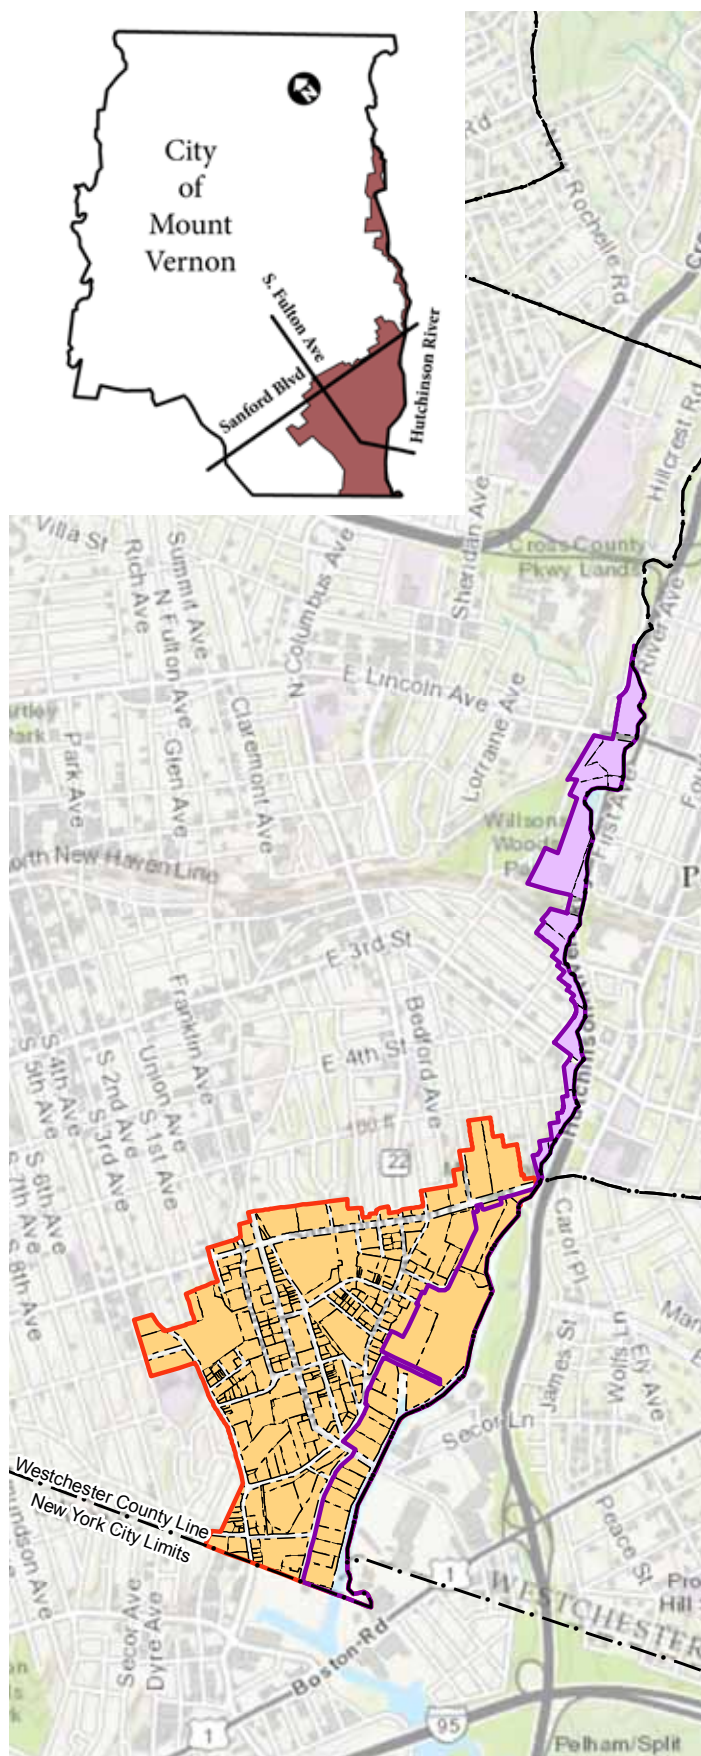 City
of
Mount
Vernon
N
S. Fulton Ave
Sanford Blvd
Hutchinson River
Rd
Rochelle Rd
Hillcrest Rd
Villa St
Rich Ave
Summit Ave
N Fulton Ave
N Columbus Ave
Sheridan Ave
Cross County
Pkwy Land
River Ave
E Lincoln Ave
Lorraine Ave
Claremont Ave
Glen Ave
Park Ave
First Ave
Willson
Woods
North New Haven Line
P
E 3rd St
Franklin Ave
Bedford Ave
E 4th St
Union Ave
S 1st Ave
S 2nd Ave
S 3rd Ave
S 4th Ave
S 5th Ave
S 6th Ave
S 7th Ave
S 8th Ave
100 ft
22
Carol Pl
James St
Secor Ln
Peace St
Westchester County Line
New York City Limits
1
WESTCHESTER
Pro
Hill S
Secor Ave
Dyre Ave
Boston Rd
1
95
Pelham/Split